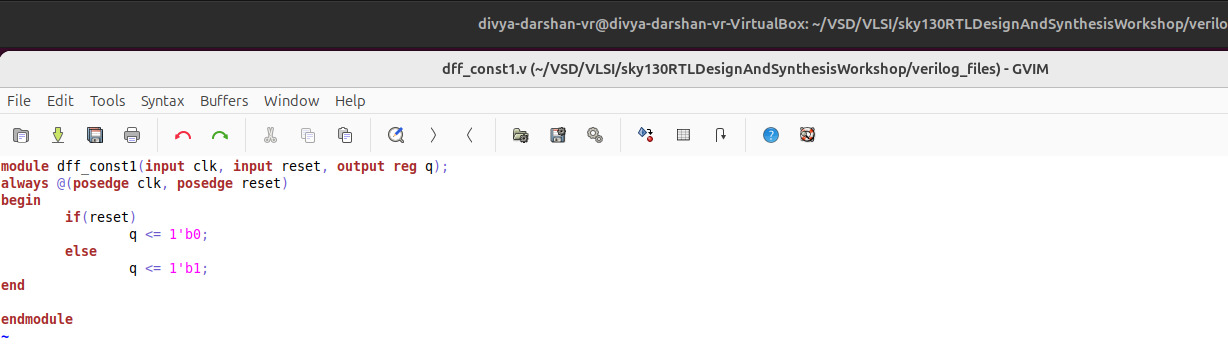 divya-darshan-vr@divya-darshan-vr-VirtualBox: ~/VSD/VLSI/sky130RTLDesignAndSynthesisWorkshop/verilo
dff_const1.v (~/VSD/VLSI/sky130RTLDesignAndSynthesisWorkshop/verilog_files) - GVIM
File Edit Tools Syntax Buffers Window Help
module dff_const1(input clk, input reset, output reg q);
always @(posedge clk, posedge reset)
begin
        if(reset)
                q <= 1'b0;
        else
                q <= 1'b1;
end

endmodule
~